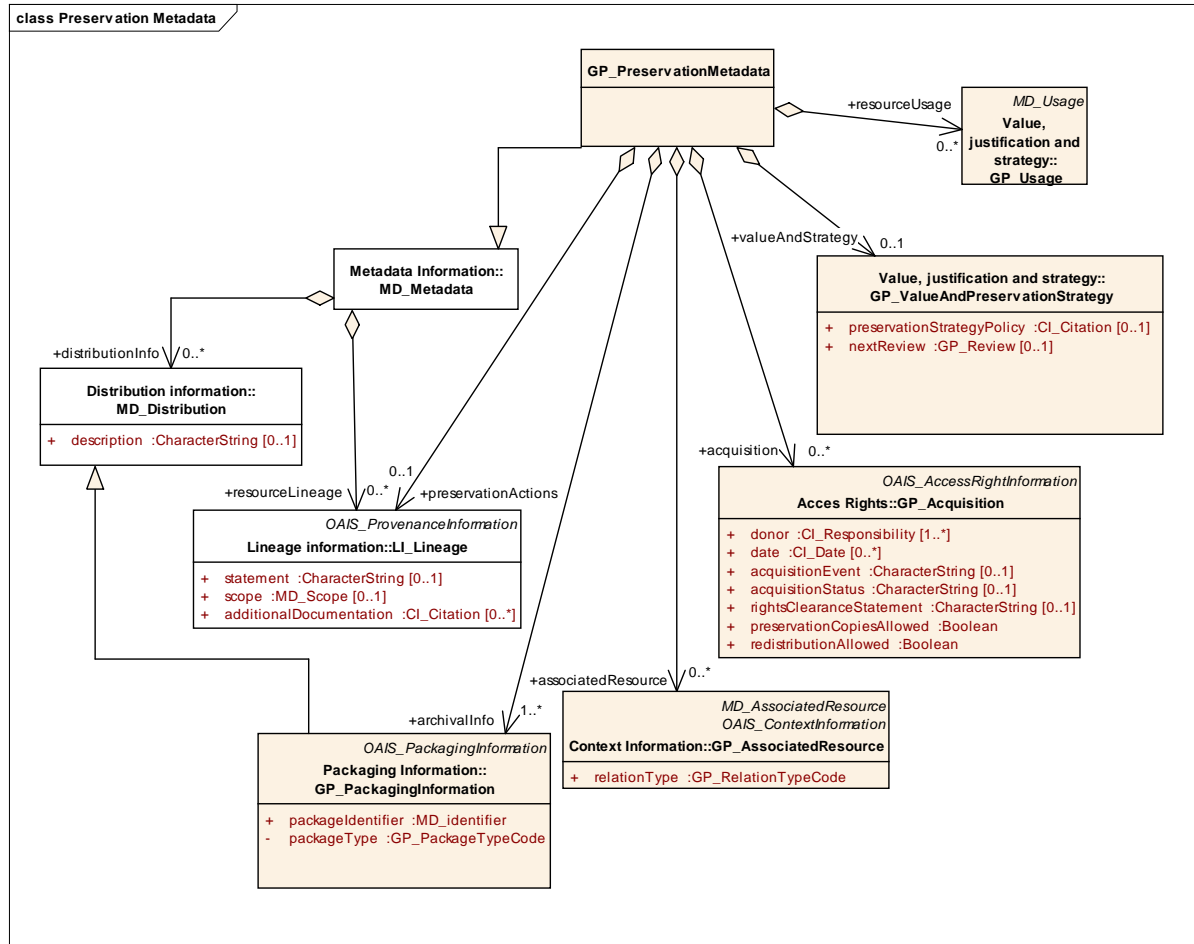 class Preservation Metadata
GP_PreservationMetadata
+resourceUsage
0..*
MD_Usage
Value,
justification and
strategy::
GP_Usage
+valueAndStrategy
0..1
Value, justification and strategy::
GP_ValueAndPreservationStrategy
+ preservationStrategyPolicy :CI_Citation [0..1]
+ nextReview :GP_Review [0..1]
Metadata Information::
MD_Metadata
+distributionInfo
0..*
Distribution information::
MD_Distribution
+ description :CharacterString [0..1]
+resourceLineage
0..*
0..1
+preservationActions
OAIS_ProvenanceInformation
Lineage information::LI_Lineage
+ statement :CharacterString [0..1]
+ scope :MD_Scope [0..1]
+ additionalDocumentation :CI_Citation [0..*]
+acquisition
0..*
OAIS_AccessRightInformation
Acces Rights::GP_Acquisition
+ donor :CI_Responsibility [1..*]
+ date :CI_Date [0..*]
+ acquisitionEvent :CharacterString [0..1]
+ acquisitionStatus :CharacterString [0..1]
+ rightsClearanceStatement :CharacterString [0..1]
+ preservationCopiesAllowed :Boolean
+ redistributionAllowed :Boolean
+associatedResource
0..*
MD_AssociatedResource
OAIS_ContextInformation
Context Information::GP_AssociatedResource
+ relationType :GP_RelationTypeCode
+archivalInfo
1..*
OAIS_PackagingInformation
Packaging Information::
GP_PackagingInformation
+ packageIdentifier :MD_identifier
- packageType :GP_PackageTypeCode